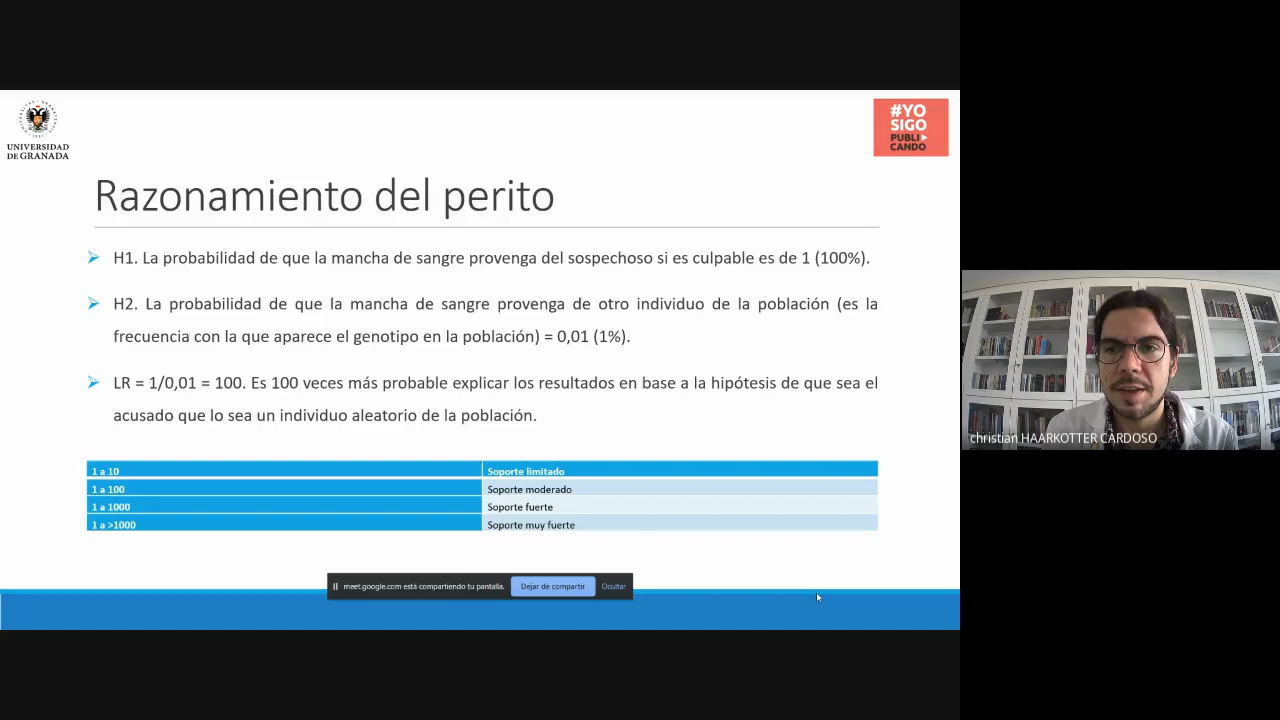 UNIVERSIDAD
DE GRANADA
#YO
SIGO
PUBLI
CANDO
Razonamiento del perito
H1. La probabilidad de que la mancha de sangre provenga del sospechoso si es culpable es de 1 (100%).
H2. La probabilidad de que la mancha de sangre provenga de otro individuo de la población (es la
frecuencia con la que aparece el genotipo en la población) = 0,01 (1%).
LR = 1/0,01 = 100. Es 100 veces más probable explicar los resultados en base a la hipótesis de que sea el
acusado que lo sea un individuo aleatorio de la población.
1 a 10 Soporte limitado
1 a 100 Soporte moderado
1 a 1000 Soporte fuerte
1 a >1000 Soporte muy fuerte
meet.google.com está compartiendo tu pantalla. Dejar de compartir Ocultar
christian HAARKOTTER CARDOSO